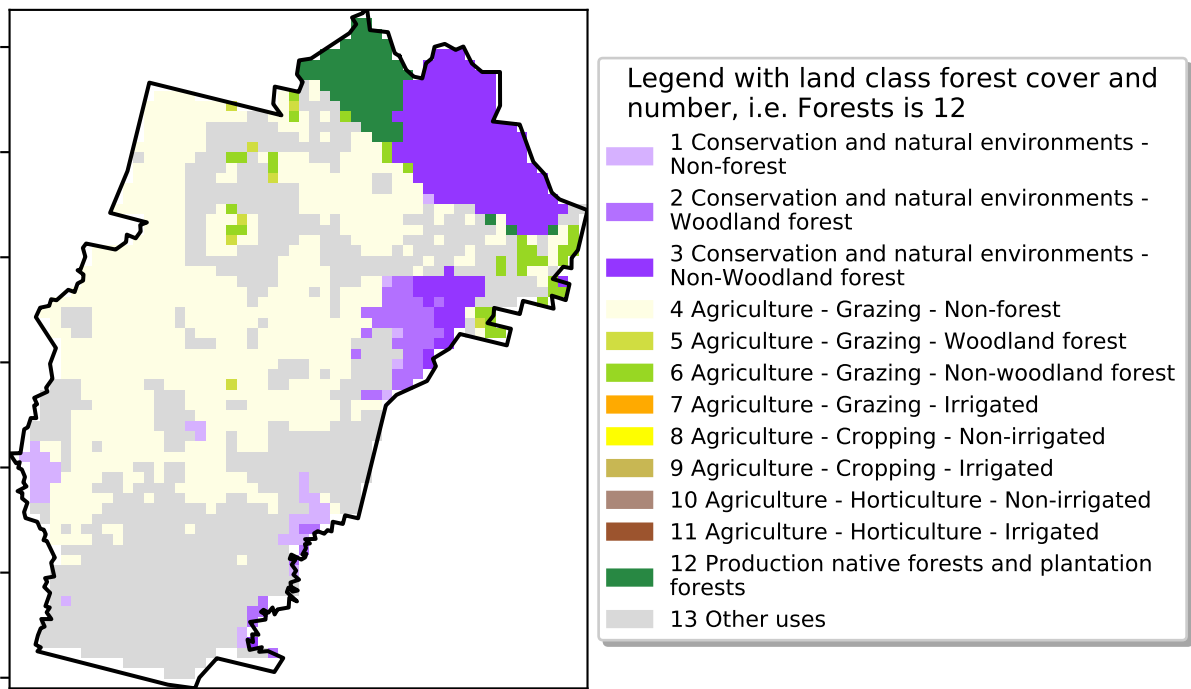 Legend with land class forest cover and
number, i.e. Forests is 12
1 Conservation and natural environments -
Non-forest
2 Conservation and natural environments -
Woodland forest
3 Conservation and natural environments -
Non-Woodland forest
4 Agriculture - Grazing - Non-forest
5 Agriculture - Grazing - Woodland forest
6 Agriculture - Grazing - Non-woodland forest
7 Agriculture - Grazing - Irrigated
8 Agriculture - Cropping - Non-irrigated
9 Agriculture - Cropping - Irrigated
10 Agriculture - Horticulture - Non-irrigated
11 Agriculture - Horticulture - Irrigated
12 Production native forests and plantation
forests
13 Other uses